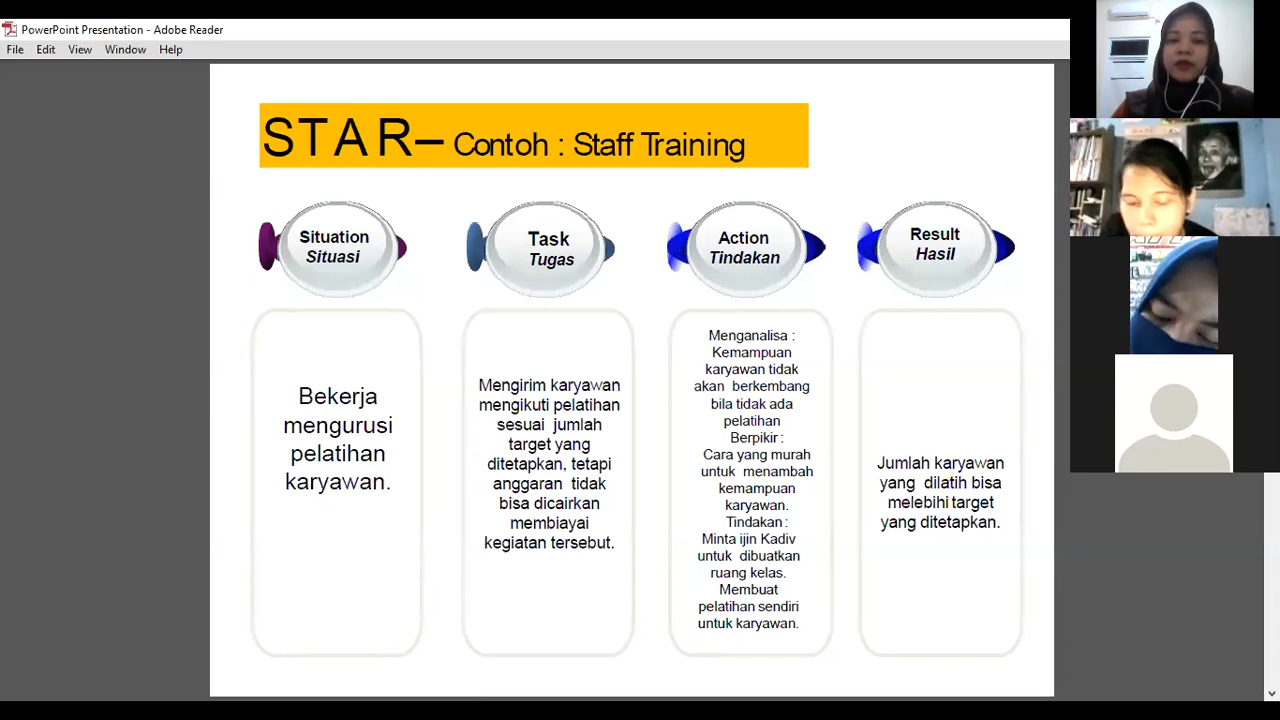 PowerPoint Presentation - Adobe Reader
File Edit View Window Help
STAR– Contoh : Staff Training
Situation
Situasi
Bekerja
mengurusi
pelatihan
karyawan.
Task
Tugas
Mengirim karyawan
mengikuti pelatihan
sesuai jumlah
target yang
ditetapkan, tetapi
anggaran tidak
bisa dicairkan
membiayai
kegiatan tersebut.
Action
Tindakan
Menganalisa :
Kemampuan
karyawan tidak
akan berkembang
bila tidak ada
pelatihan
Berpikir :
Cara yang murah
untuk menambah
kemampuan
karyawan.
Tindakan :
Minta ijin Kadiv
untuk dibuatkan
ruang kelas.
Membuat
pelatihan sendiri
untuk karyawan.
Result
Hasil
Jumlah karyawan
yang dilatih bisa
melebihi target
yang ditetapkan.